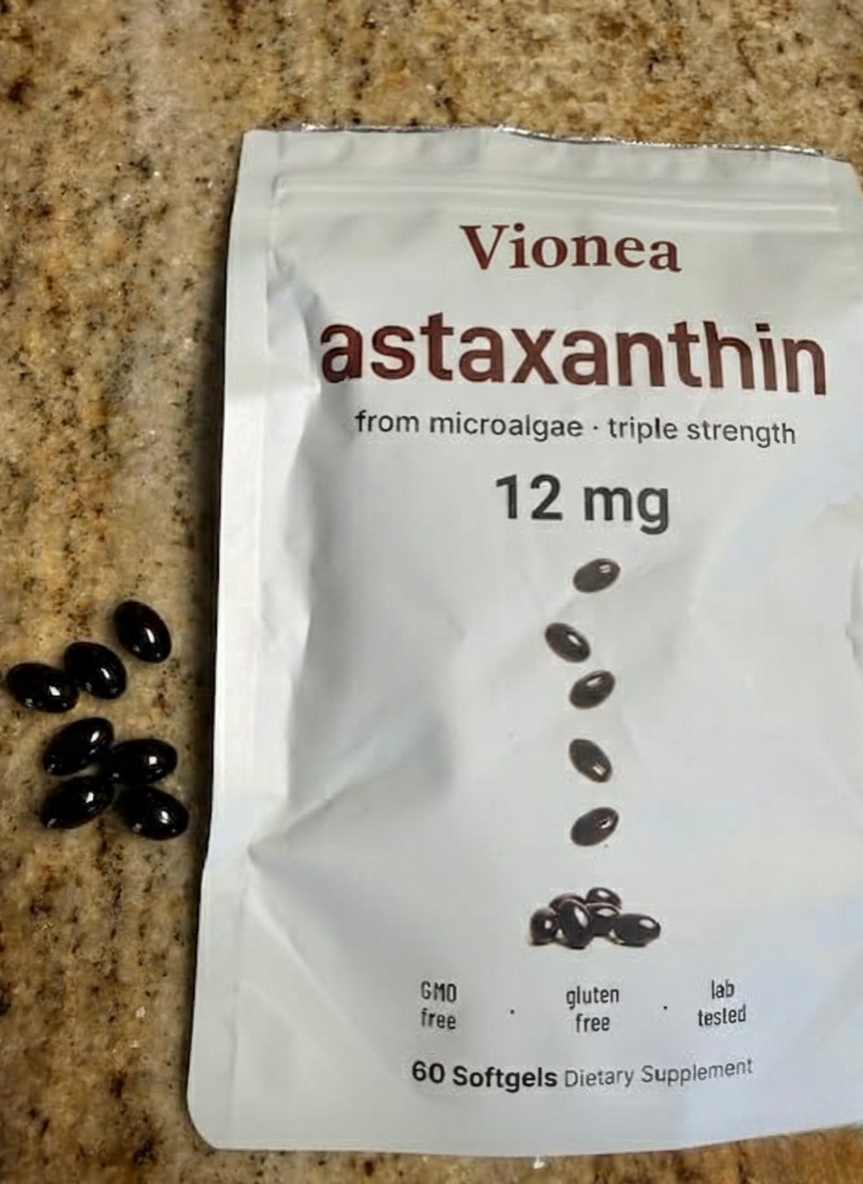 Vionea
astaxanthin
from microalgae · triple strength
12 mg
GMO free · gluten free · lab tested
60 Softgels Dietary Supplement